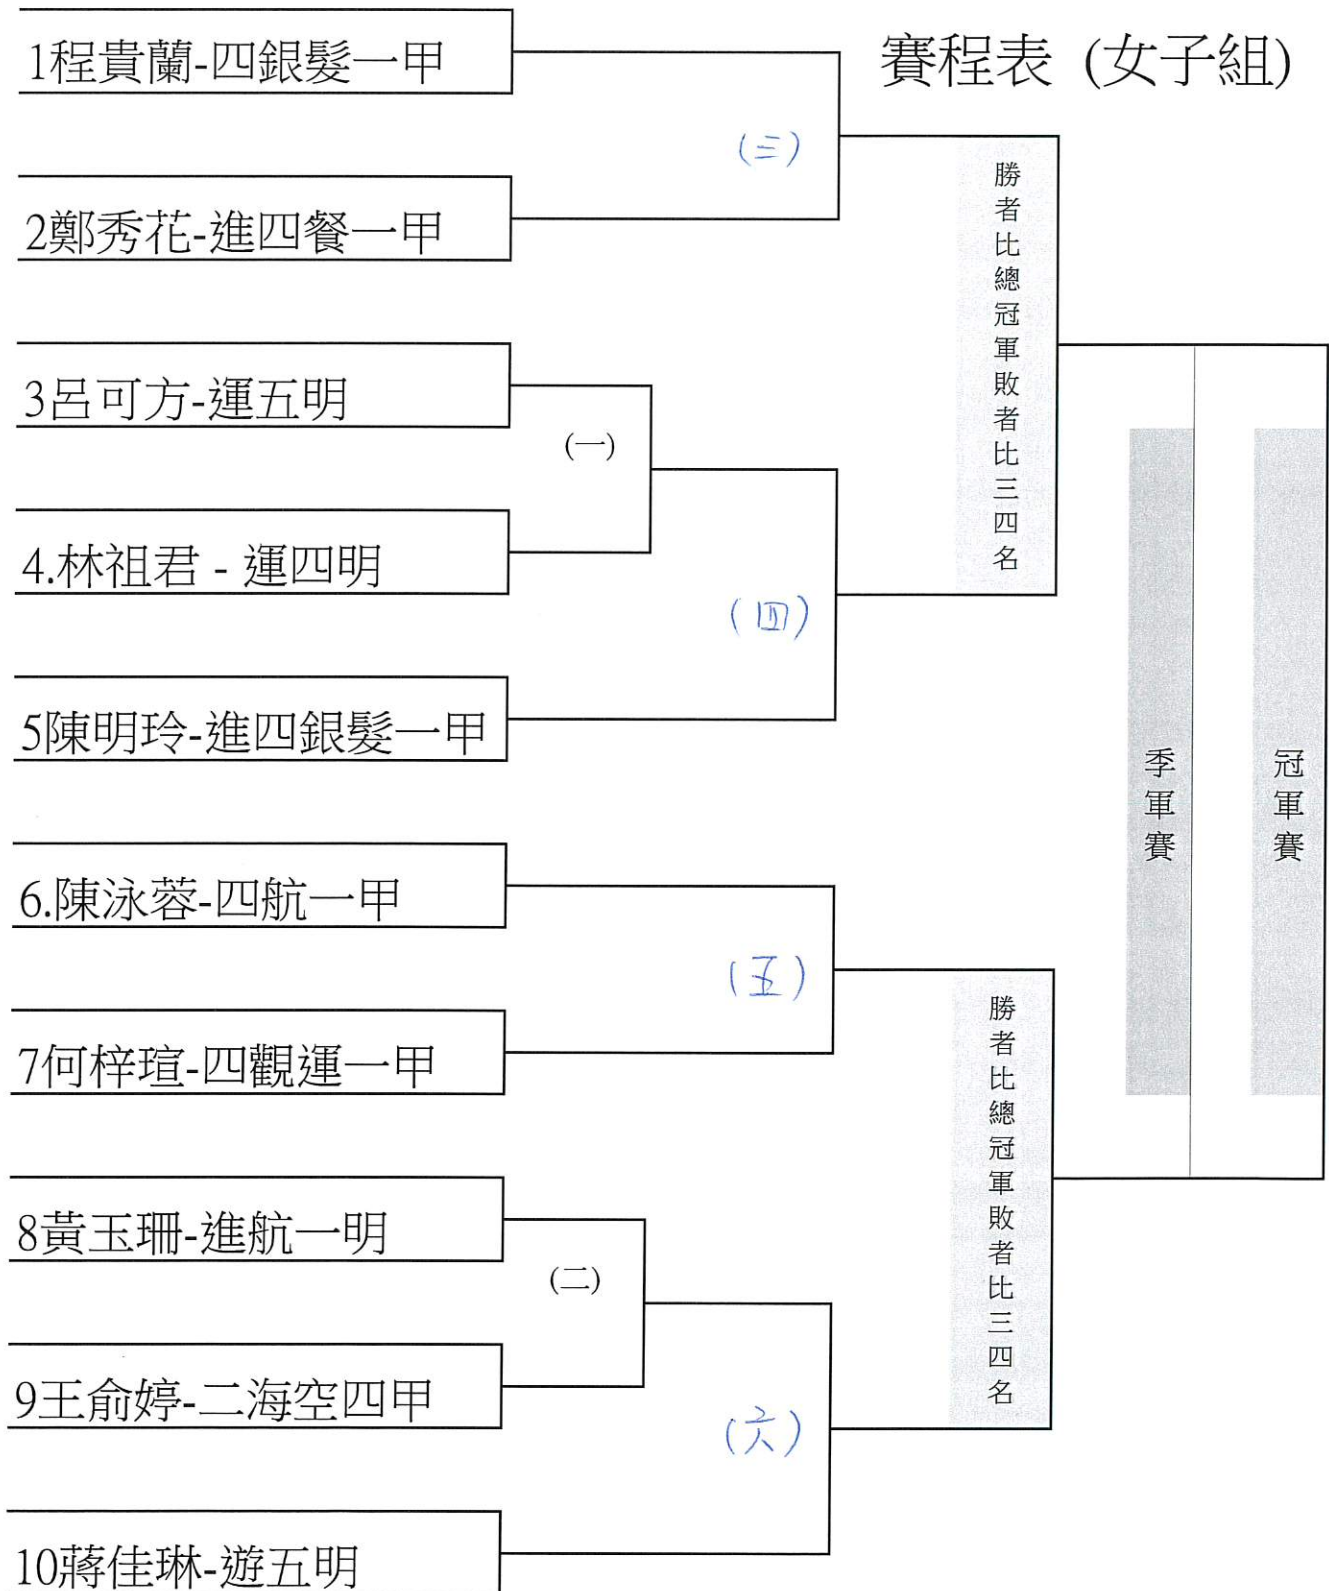 賽程表 (女子組)
1程貴蘭-四銀髮一甲
(三)
2鄭秀花-進四餐一甲
勝者比總冠軍敗者比三四名
3呂可方-運五明
(一)
4.林祖君 - 運四明
(四)
5陳明玲-進四銀髮一甲
季軍賽
冠軍賽
6.陳泳蓉-四航一甲
(五)
7何梓瑄-四觀運一甲
勝者比總冠軍敗者比三四名
8黃玉珊-進航一明
(二)
9王俞婷-二海空四甲
(六)
10蔣佳琳-遊五明